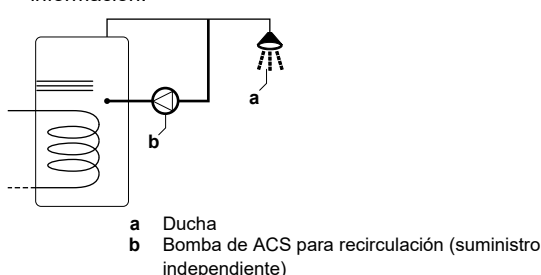 información.
a
b
a Ducha
b Bomba de ACS para recirculación (suministro
independiente)